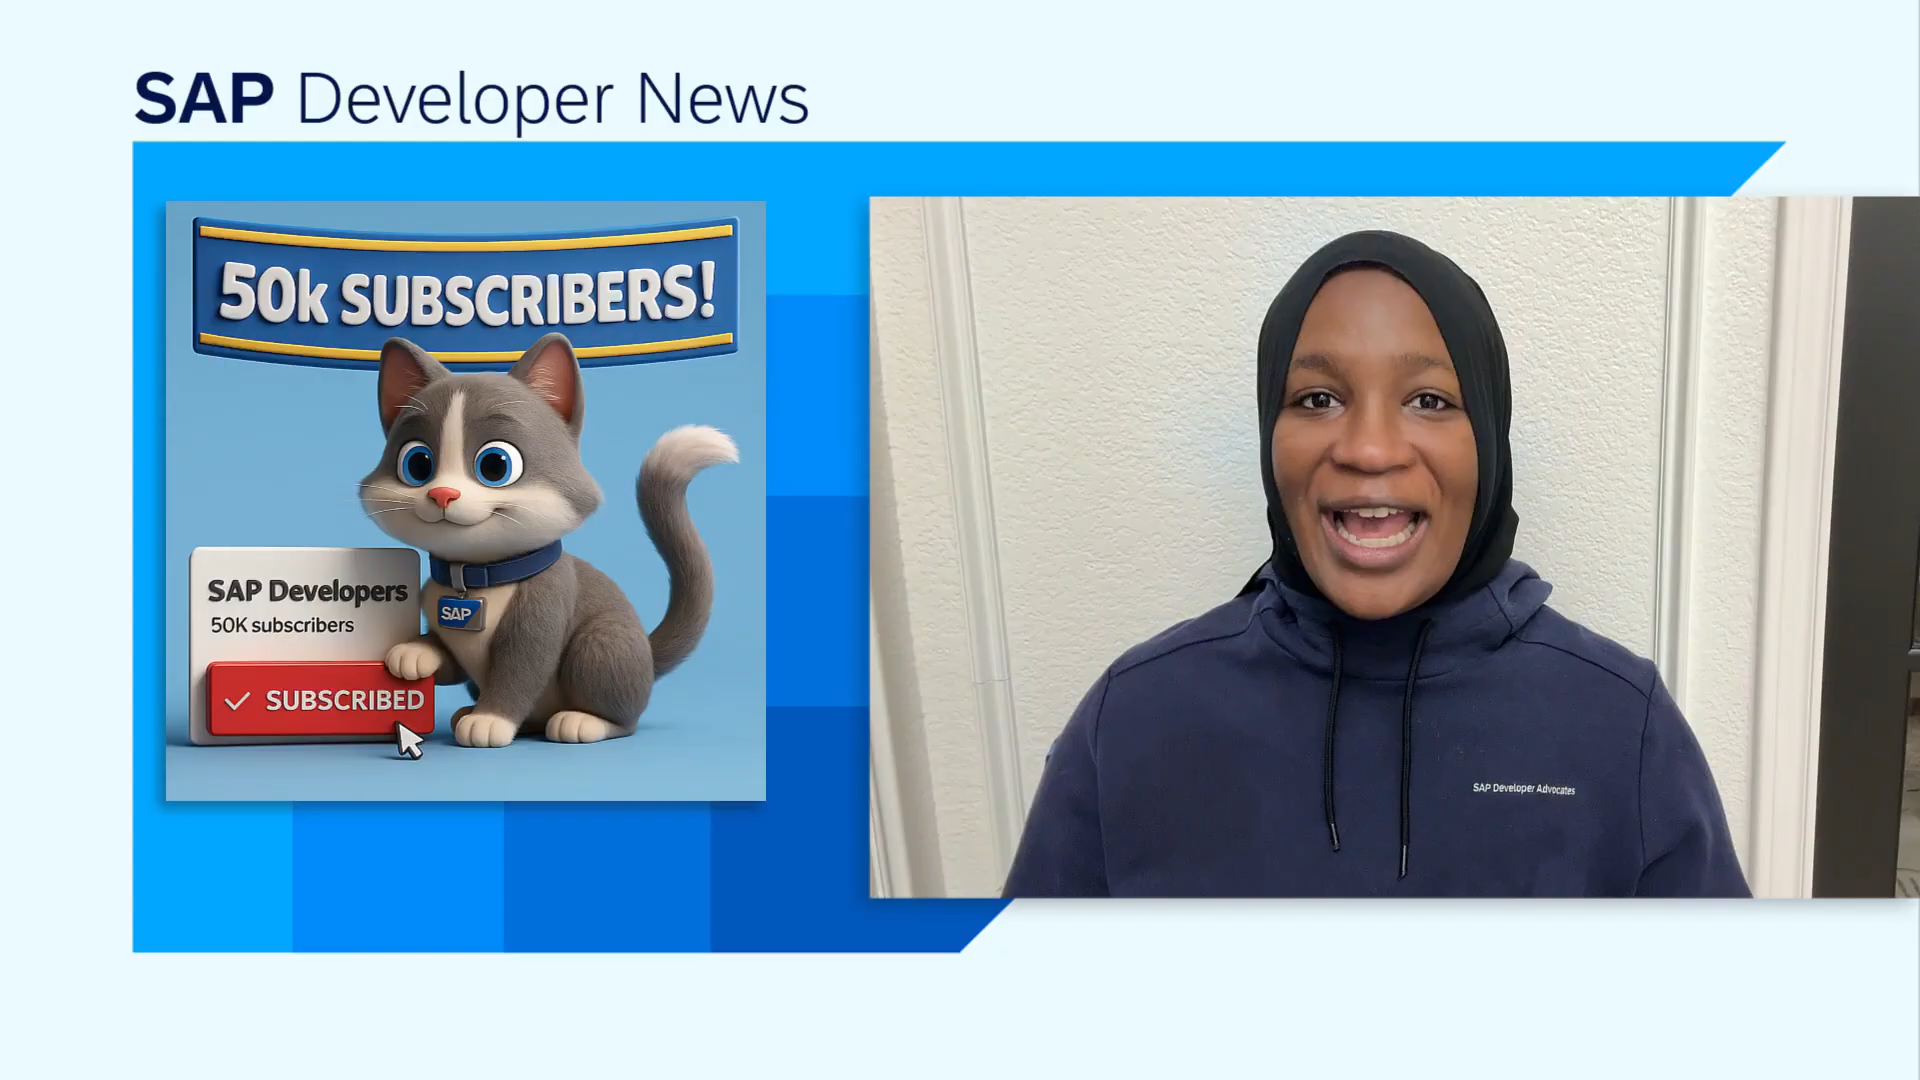 SAP Developer News
50k SUBSCRIBERS!
SAP
SAP Developers
50K subscribers
✓ SUBSCRIBED
SAP Developer Advocates